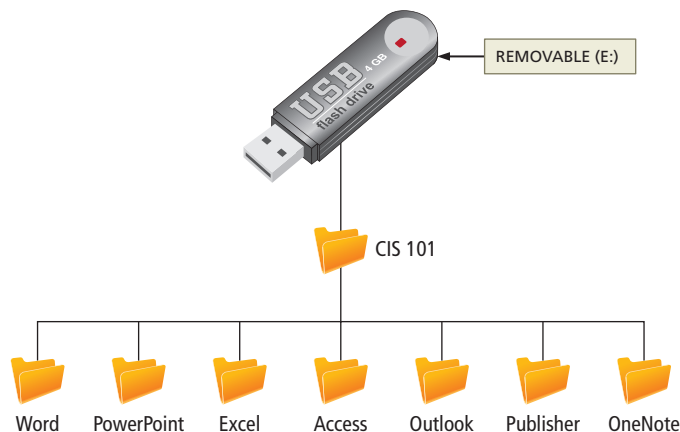 REMOVABLE (E:)
USB 4 GB
flash drive
CIS 101
Word PowerPoint Excel Access Outlook Publisher OneNote